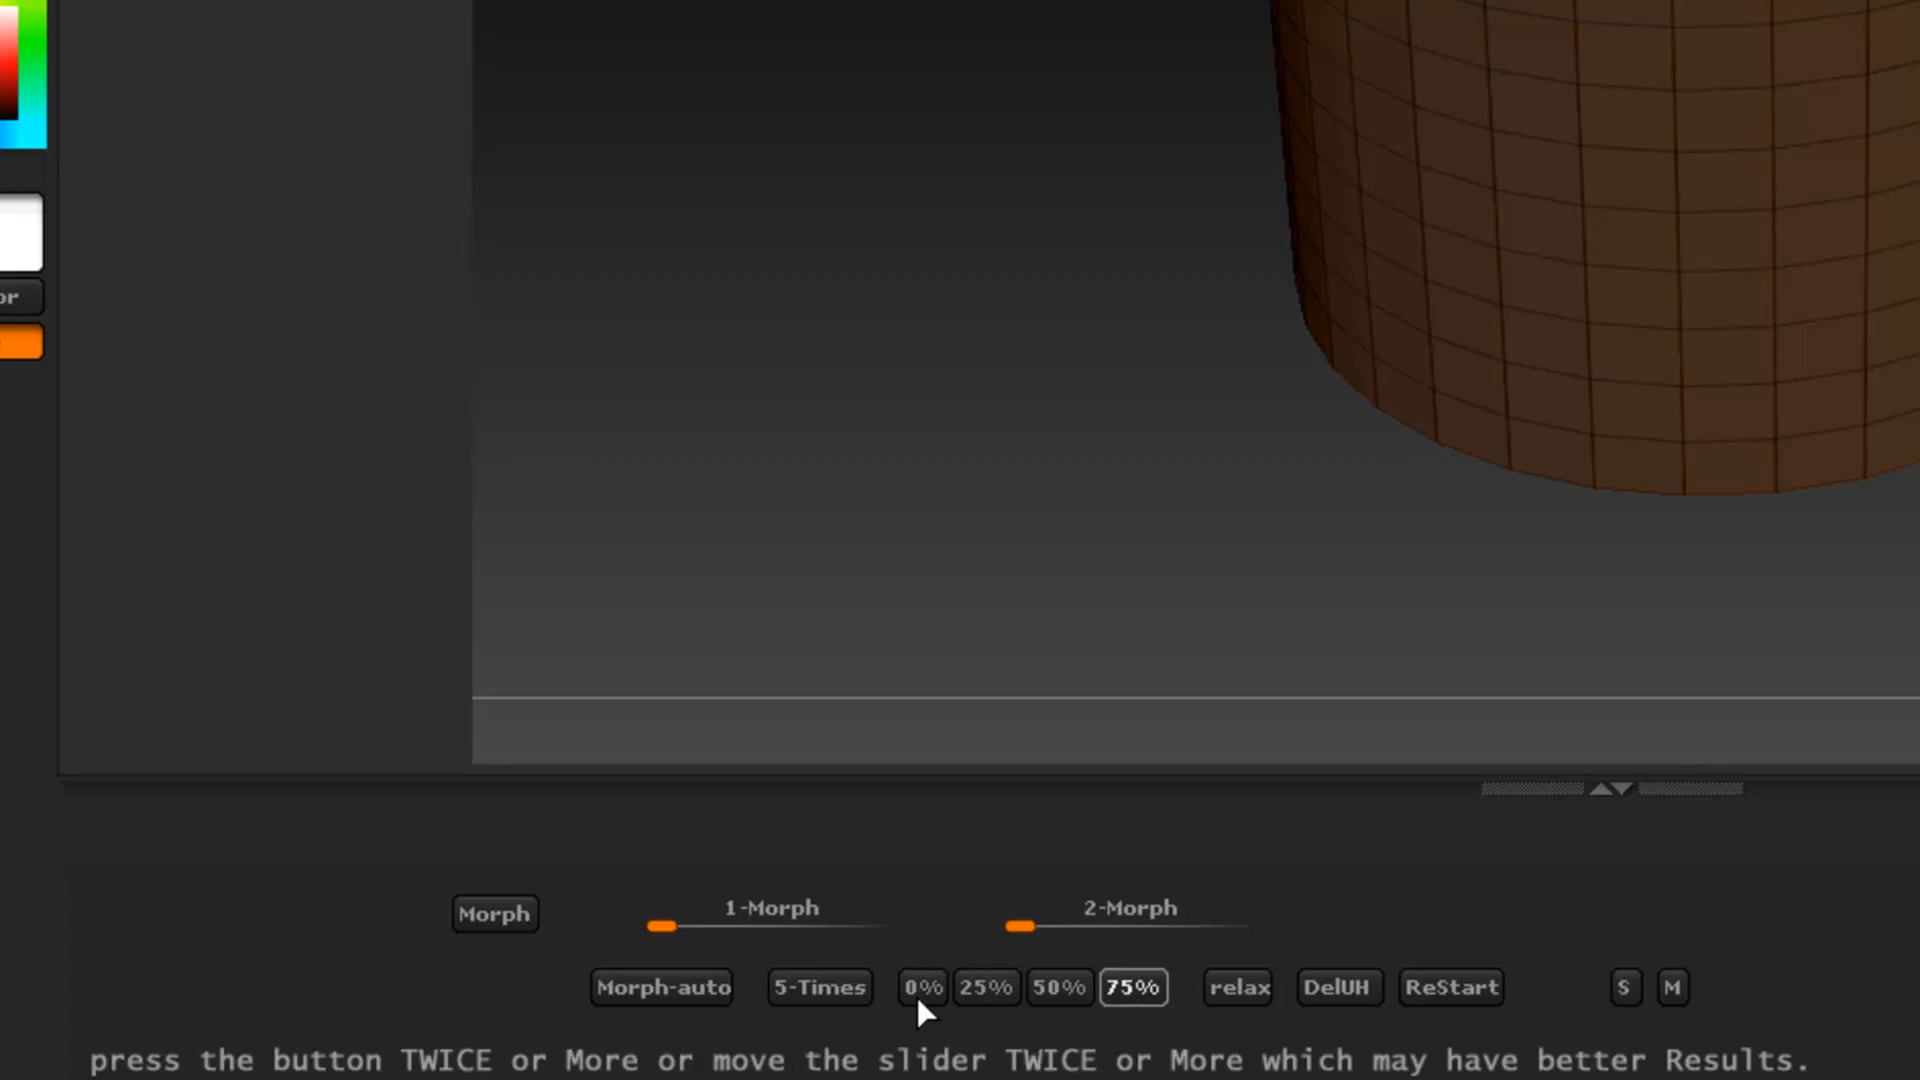 or
1-Morph 2-Morph
Morph
Morph-auto 5-Times 0% 25% 50% 75% relax DelUH ReStart S M
press the button TWICE or More or move the slider TWICE or More which may have better Results.